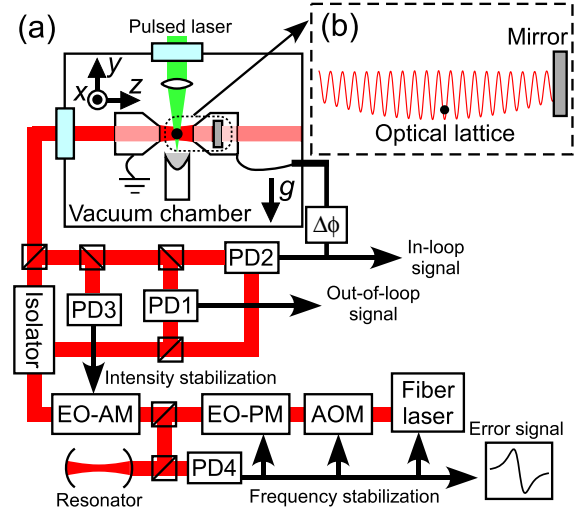 (a)
Pulsed laser
(b)
Mirror
Optical lattice
y
x
z
g
Vacuum chamber
Δϕ
PD2
In-loop
signal
Isolator
PD3
PD1
Out-of-loop
signal
Intensity stabilization
EO-AM
EO-PM
AOM
Fiber
laser
Error signal
PD4
Resonator
Frequency stabilization